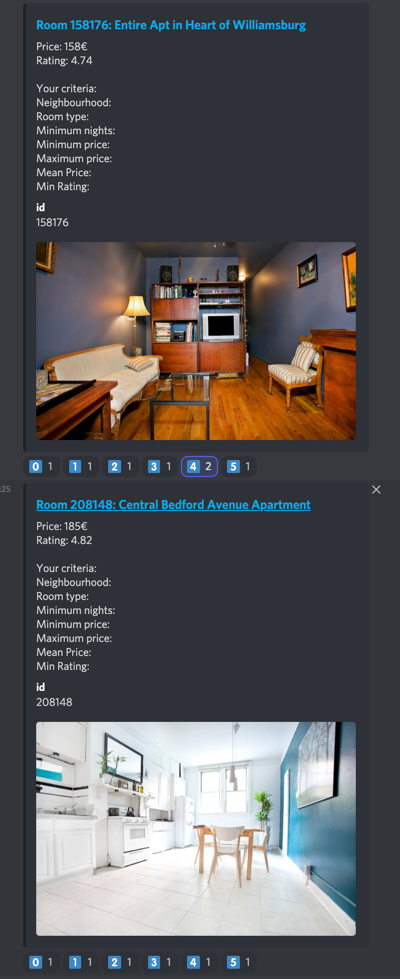 Room 158176: Entire Apt in Heart of Williamsburg
Price: 158€
Rating: 4.74
Your criteria:
Neighbourhood:
Room type:
Minimum nights:
Minimum price:
Maximum price:
Mean Price:
Min Rating:
id
158176
0 1 1 1 2 1 3 1 4 2 5 1
:25
Room 208148: Central Bedford Avenue Apartment
Price: 185€
Rating: 4.82
Your criteria:
Neighbourhood:
Room type:
Minimum nights:
Minimum price:
Maximum price:
Mean Price:
Min Rating:
id
208148
0 1 1 1 2 1 3 1 4 1 5 1